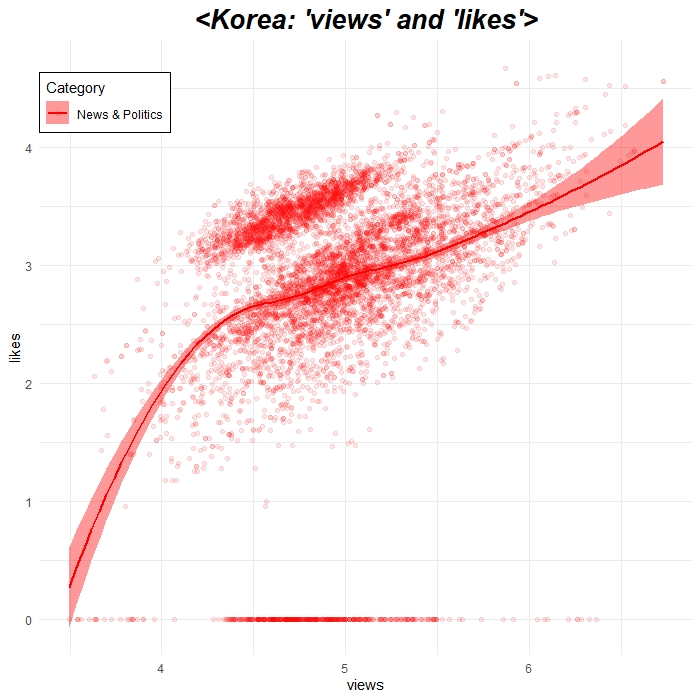 <Korea: 'views' and 'likes'>
Category
News & Politics
likes
4
3
2
1
0
4 5 6
views